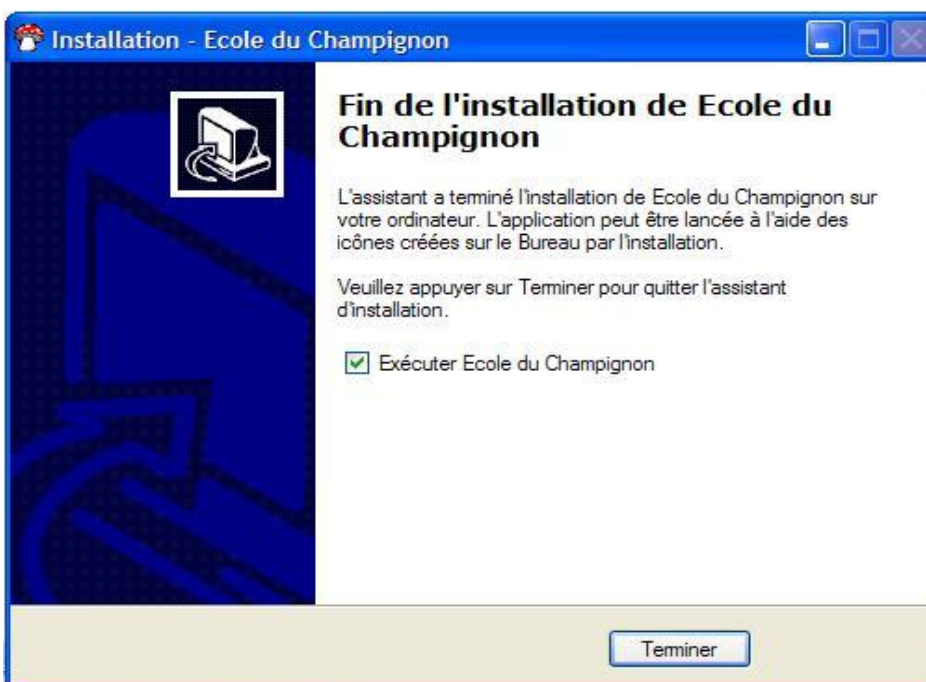 Installation - Ecole du Champignon
Fin de l'installation de Ecole du
Champignon
L'assistant a terminé l'installation de Ecole du Champignon sur
votre ordinateur. L'application peut être lancée à l'aide des
icônes créées sur le Bureau par l'installation.
Veuillez appuyer sur Terminer pour quitter l'assistant
d'installation.
Exécuter Ecole du Champignon
Terminer